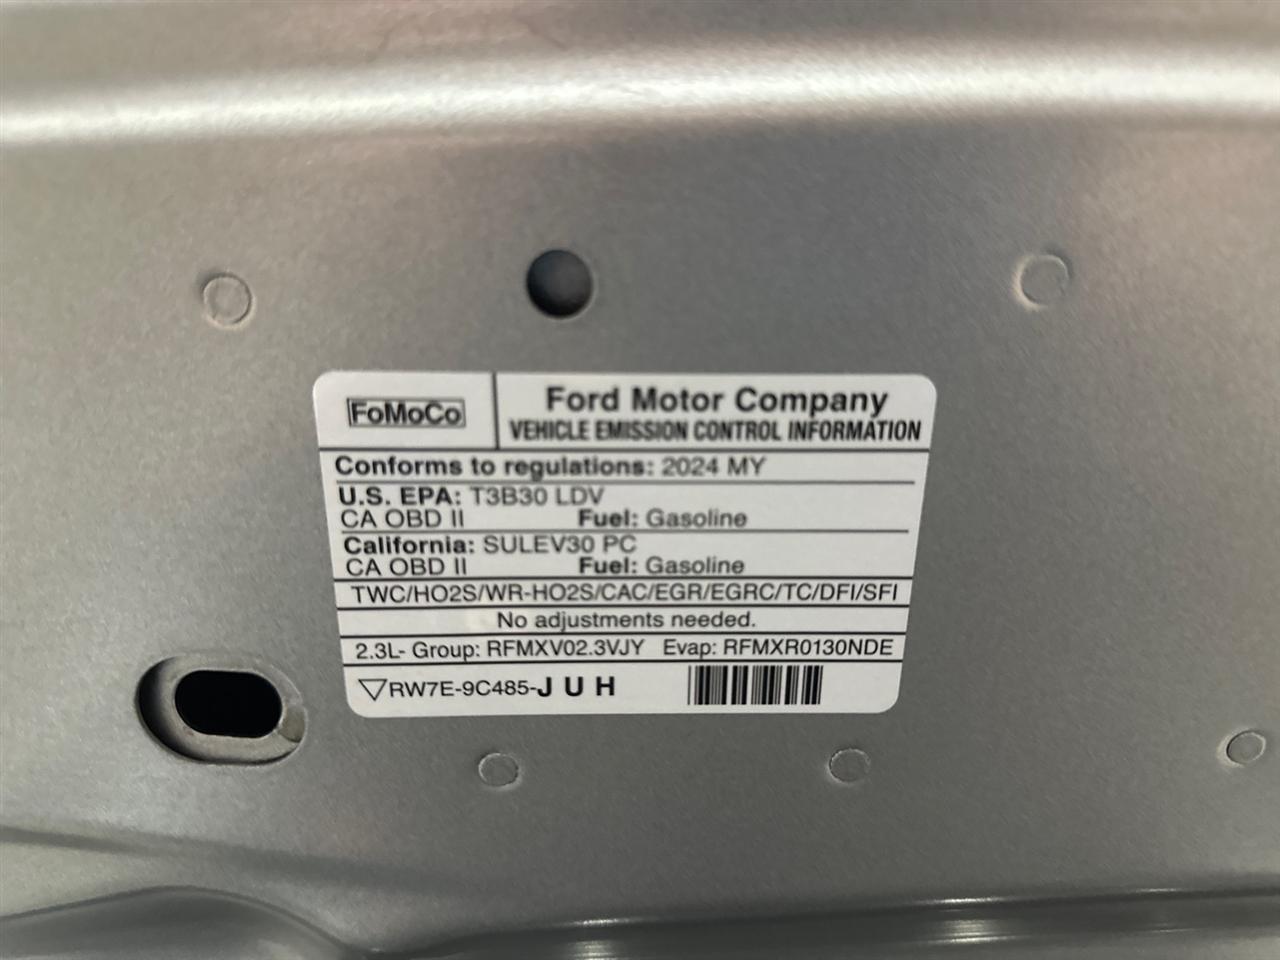 FoMoCo
Ford Motor Company
VEHICLE EMISSION CONTROL INFORMATION
Conforms to regulations: 2024 MY
U.S. EPA: T3B30 LDV
CA OBD II Fuel: Gasoline
California: SULEV30 PC
CA OBD II Fuel: Gasoline
TWC/HO2S/WR-HO2S/CAC/EGR/EGRC/TC/DFI/SFI
No adjustments needed.
2.3L- Group: RFMXV02.3VJY Evap: RFMXR0130NDE
RW7E-9C485-J U H